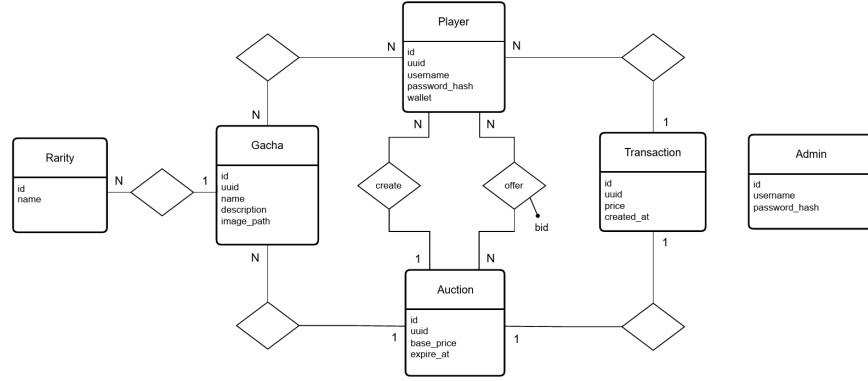 Player
id
uuid
username
password_hash
wallet
N
N
N
1
N
N
N
Rarity
id
name
N
1
Gacha
id
uuid
name
description
image_path
create
offer
bid
Transaction
id
uuid
price
created_at
Admin
id
username
password_hash
N
1
N
1
Auction
id
uuid
base_price
expire_at
1
1